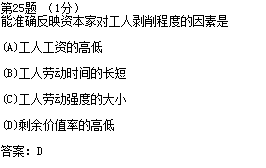 第25题 （1分）
能准确反映资本家对工人剥削程度的因素是
(A)工人工资的高低
(B)工人劳动时间的长短
(C)工人劳动强度的大小
(D)剩余价值率的高低
答案：D